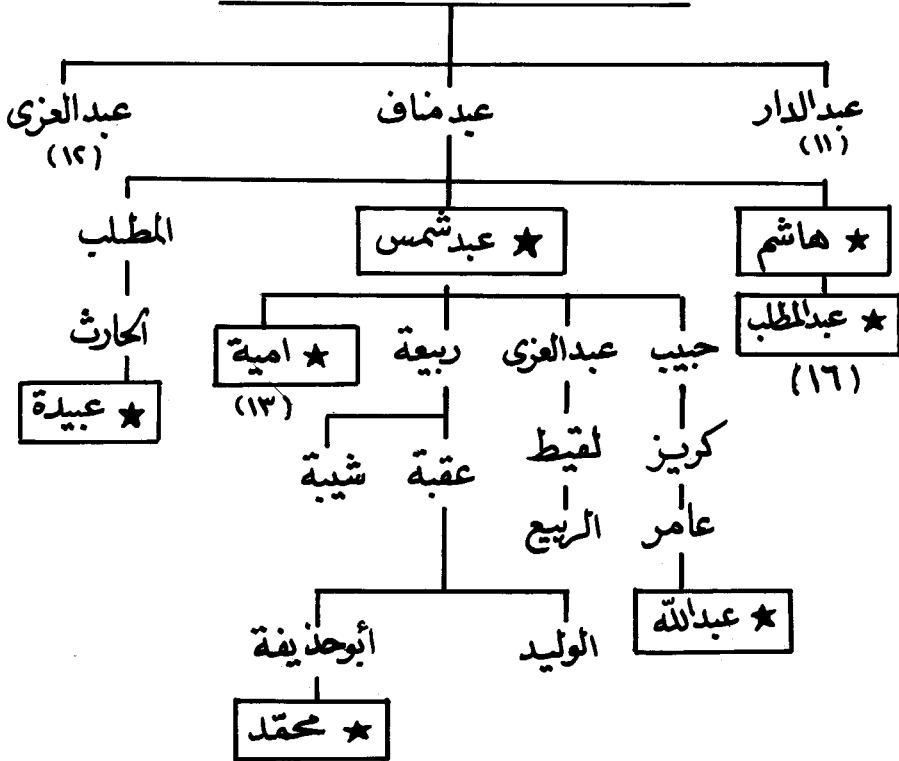 عبدالدار عبدمناف عبدالعزى
(١١) (١٢)
★ هاشم ★ عبدشمس المطلب
★ عبدالمطلب
(١٦)
حبيب عبدالعزى ربيعة ★ امية الحارث
(١٣)
★ عبيدة
كريز لقيط عقبة شيبة
عامر الربيع
★ عبدالله
الوليد أبوحذيفة
★ محمّد